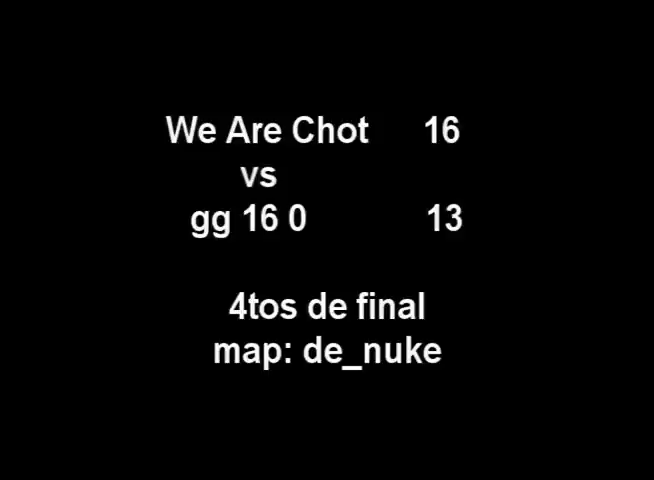 We Are Chot 16
vs
gg 16 0 13
4tos de final
map: de_nuke